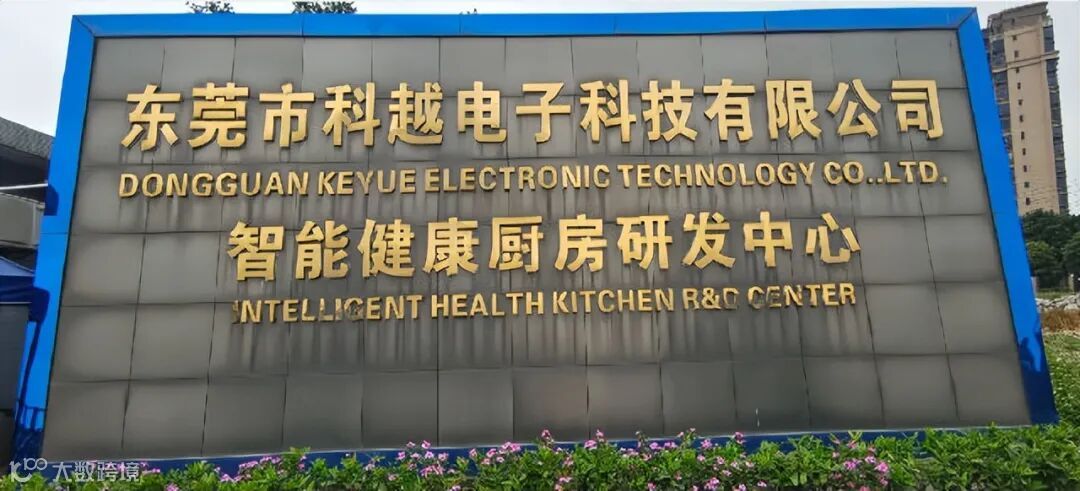 东莞市科越电子科技有限公司
DONGGUAN KEYUE ELECTRONIC TECHNOLOGY CO..LTD.
智能健康厨房研发中心
INTELLIGENT HEALTH KITCHEN R&D CENTER
大数跨境